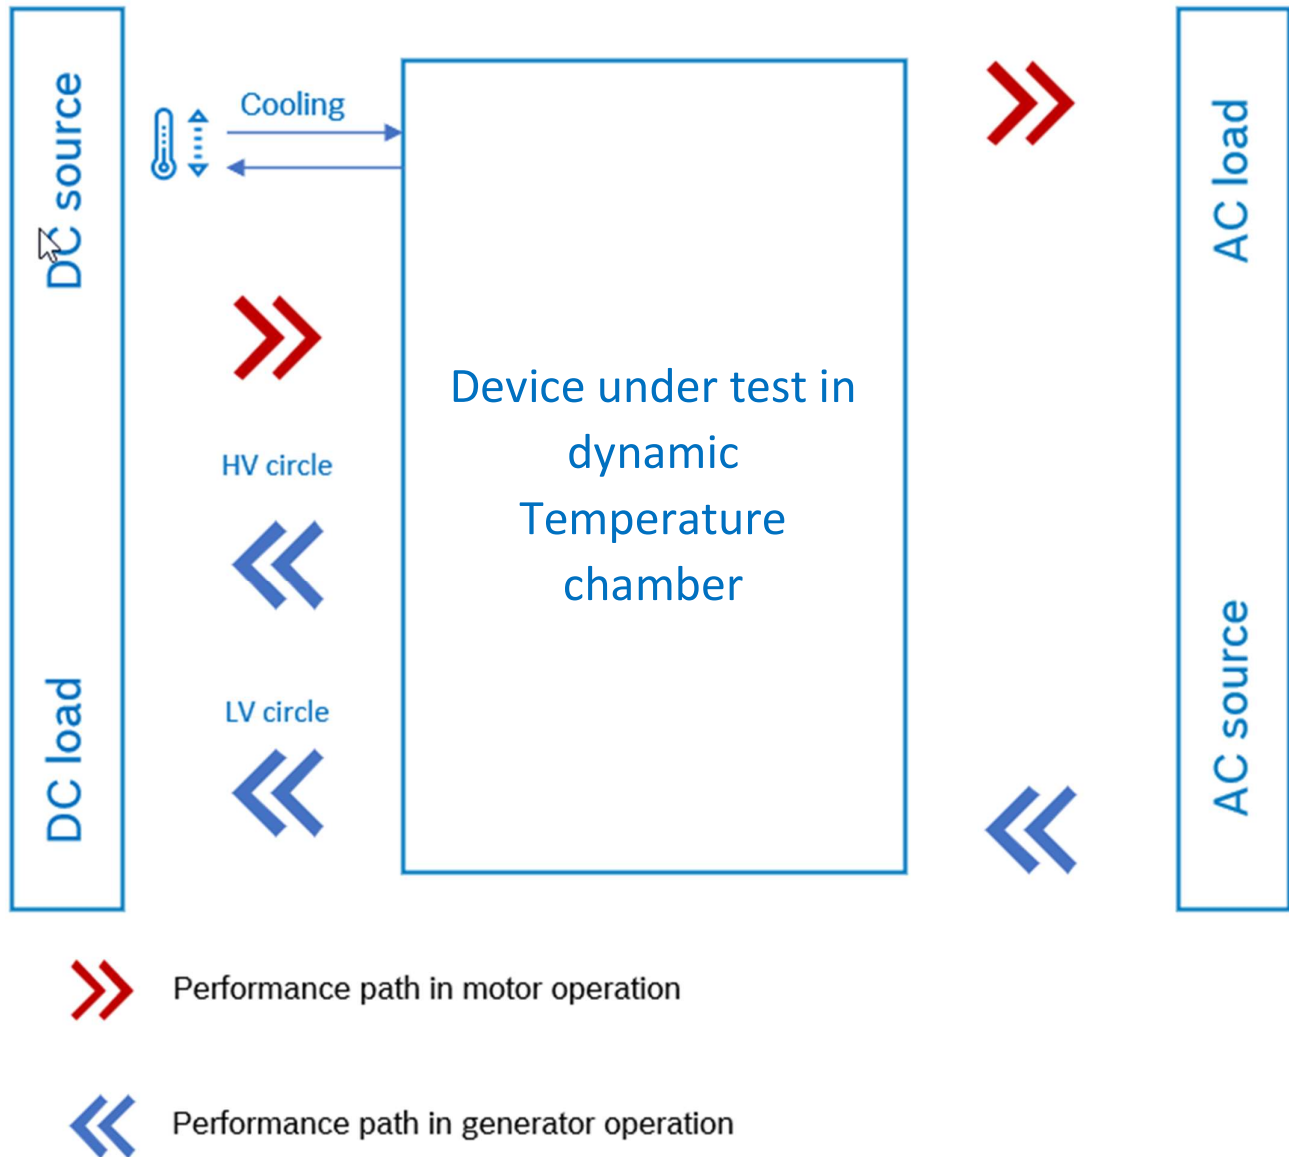 DC source
Cooling
AC load
Device under test in
dynamic
Temperature
chamber
HV circle
LV circle
DC load
AC source
Performance path in motor operation
Performance path in generator operation